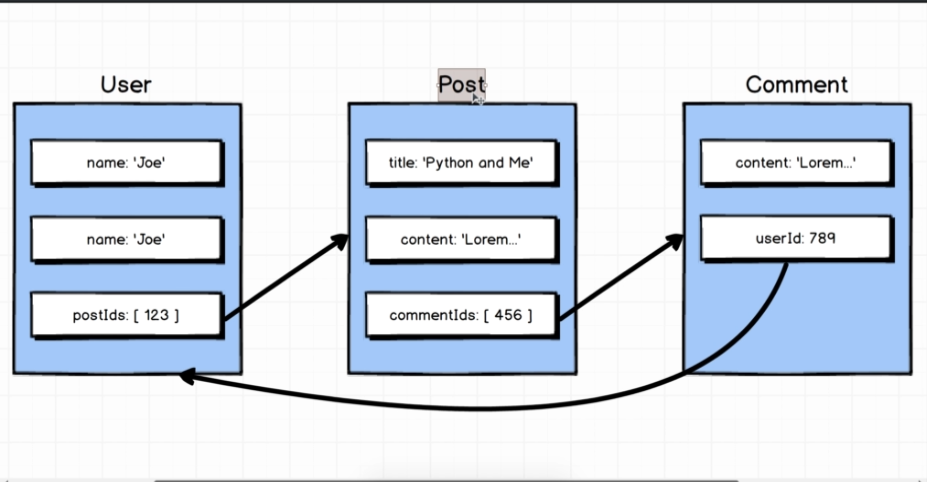 User
name: 'Joe'
name: 'Joe'
postIds: [ 123 ]
Post
title: 'Python and Me'
content: 'Lorem...'
commentIds: [ 456 ]
Comment
content: 'Lorem...'
userId: 789